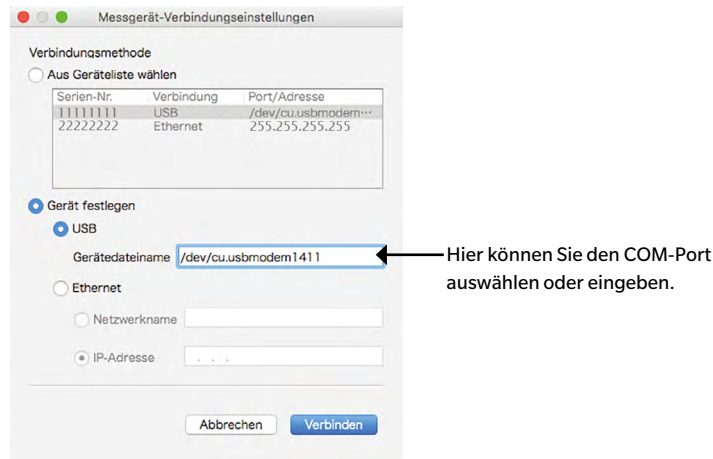 Messgerät-Verbindungseinstellungen
Verbindungsmethode
Aus Geräteliste wählen
Serien-Nr. Verbindung Port/Adresse
11111111 USB /dev/cu.usbmodem···
22222222 Ethernet 255.255.255.255
Gerät festlegen
USB
Gerätedateiname /dev/cu.usbmodem1411
Hier können Sie den COM-Port
auswählen oder eingeben.
Ethernet
Netzwerkname
IP-Adresse . . .
Abbrechen Verbinden